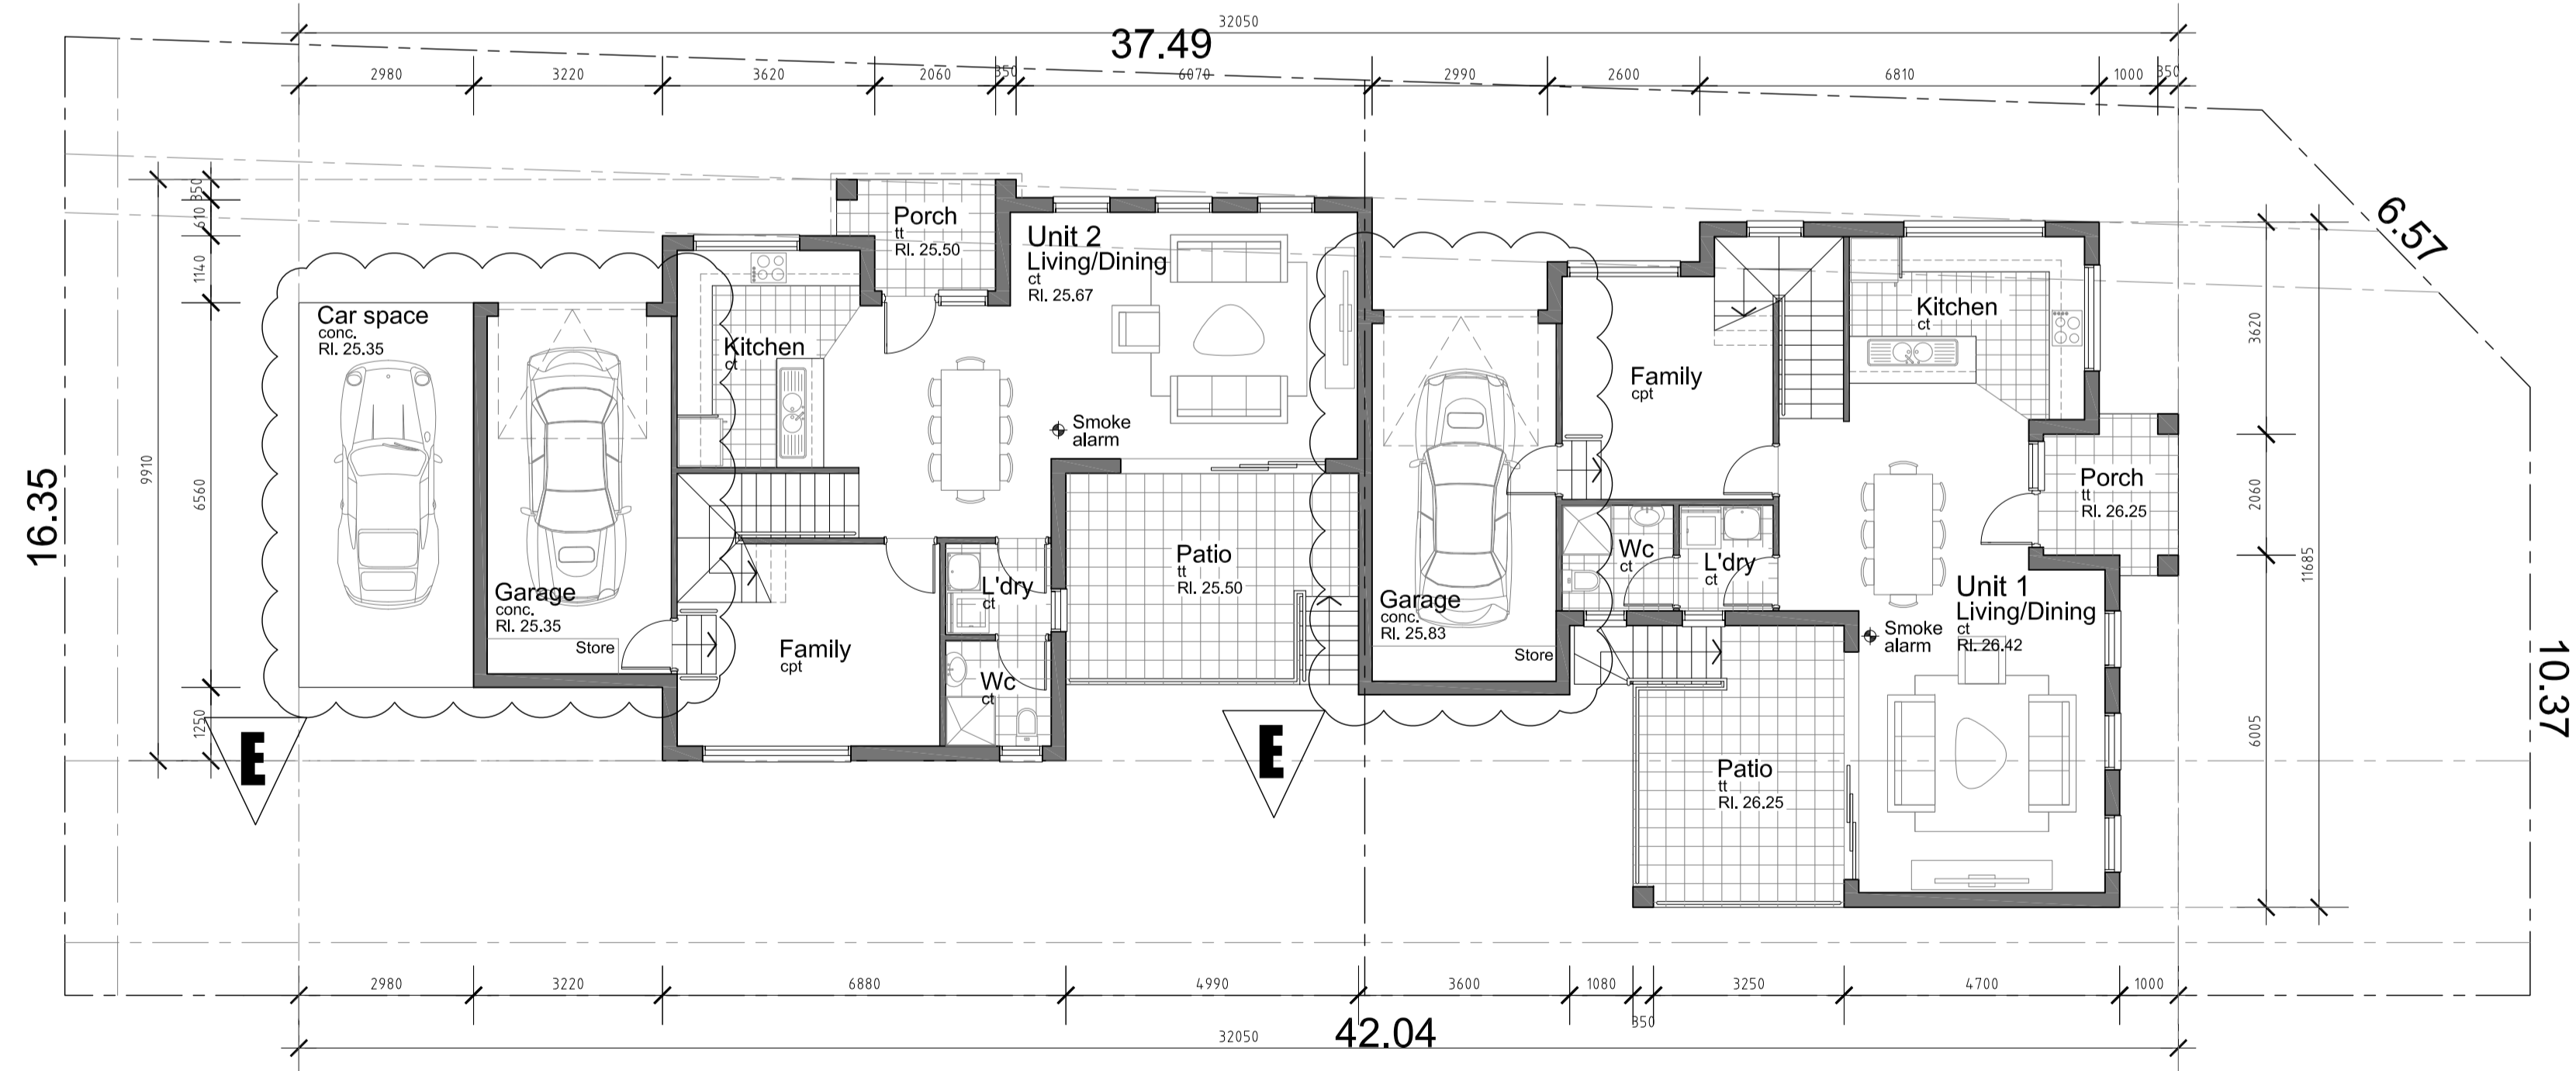 32050
37.49
2980
3220
3620
2060
350
6070
2990
2600
6810
1000
350
16.35
9910
350
610
1140
6560
1250
Car space
conc.
Rl. 25.35
Garage
conc.
Rl. 25.35
Store
Kitchen
ct
Porch
tt
Rl. 25.50
Unit 2
Living/Dining
ct
Rl. 25.67
Smoke
alarm
Family
cpt
L'dry
ct
Wc
ct
Patio
tt
Rl. 25.50
E
E
Garage
conc.
Rl. 25.83
Store
Family
cpt
Wc
ct
L'dry
ct
Kitchen
ct
Porch
tt
Rl. 26.25
Unit 1
Living/Dining
ct
Rl. 26.42
Smoke
alarm
Patio
tt
Rl. 26.25
6.57
3620
2060
6005
11685
10.37
2980
3220
6880
4990
3600
1080
350
3250
4700
1000
32050
42.04